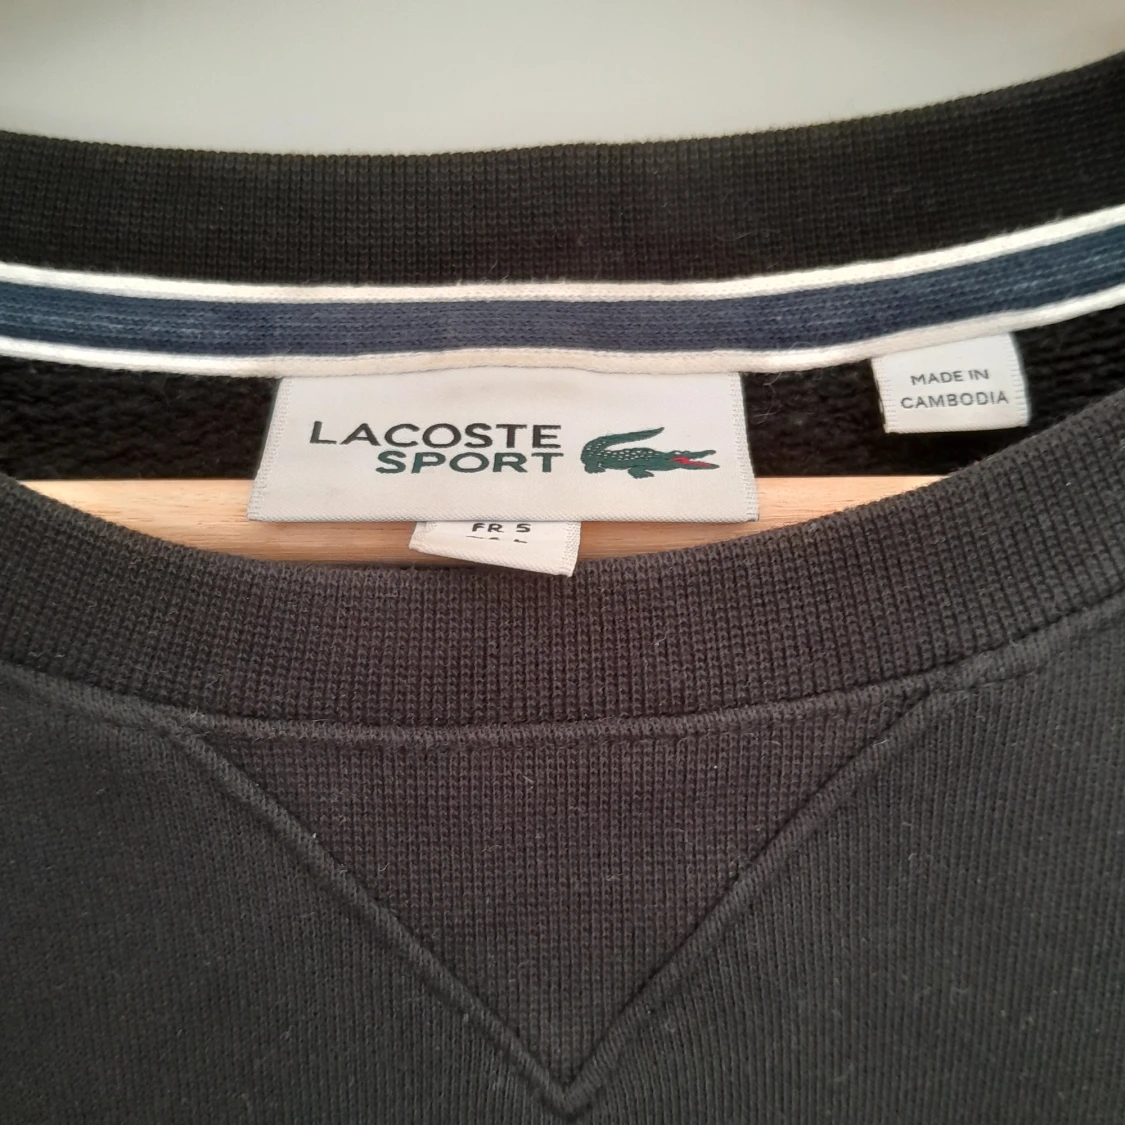 LACOSTE
SPORT
MADE IN
CAMBODIA
FR 5